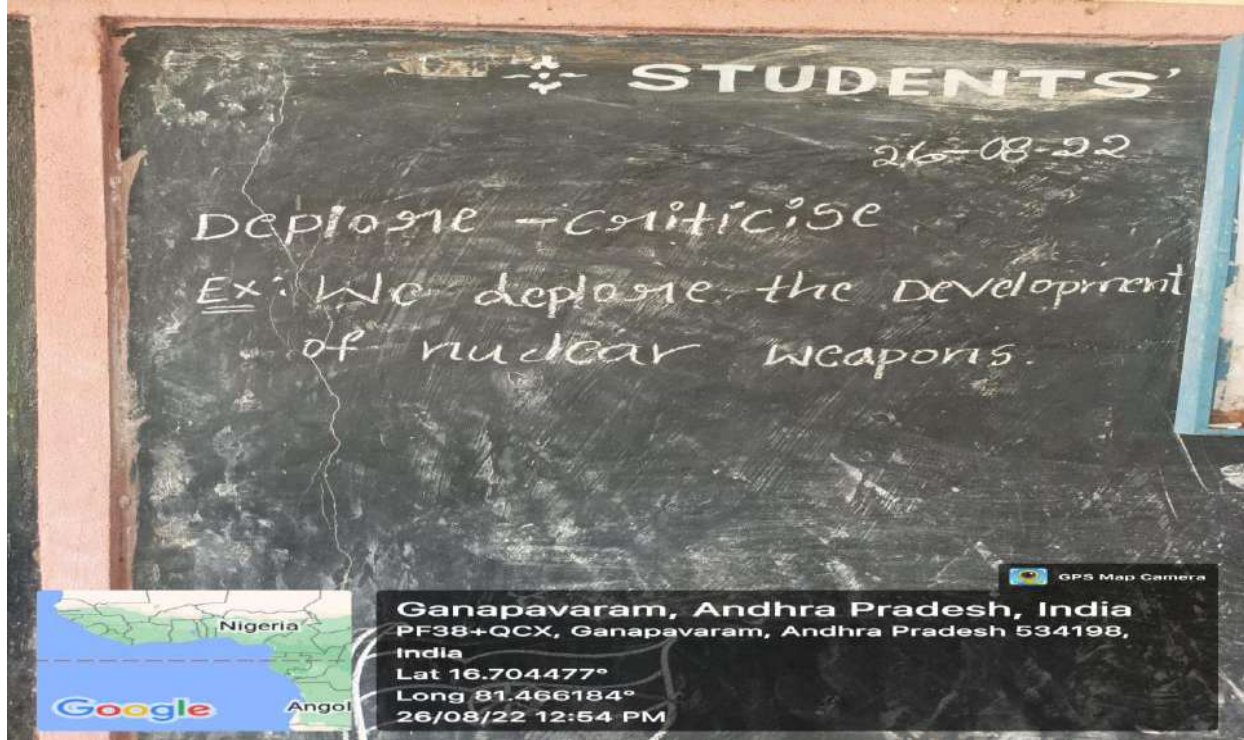 STUDENTS'
26-08-22
Deplore - criticise
Ex: We deplore the Development
of nuclear weapons.
GPS Map Camera
Ganapavaram, Andhra Pradesh, India
PF38+QCX, Ganapavaram, Andhra Pradesh 534198,
India
Lat 16.704477°
Long 81.466184°
26/08/22 12:54 PM
Nigeria
Angol
Google